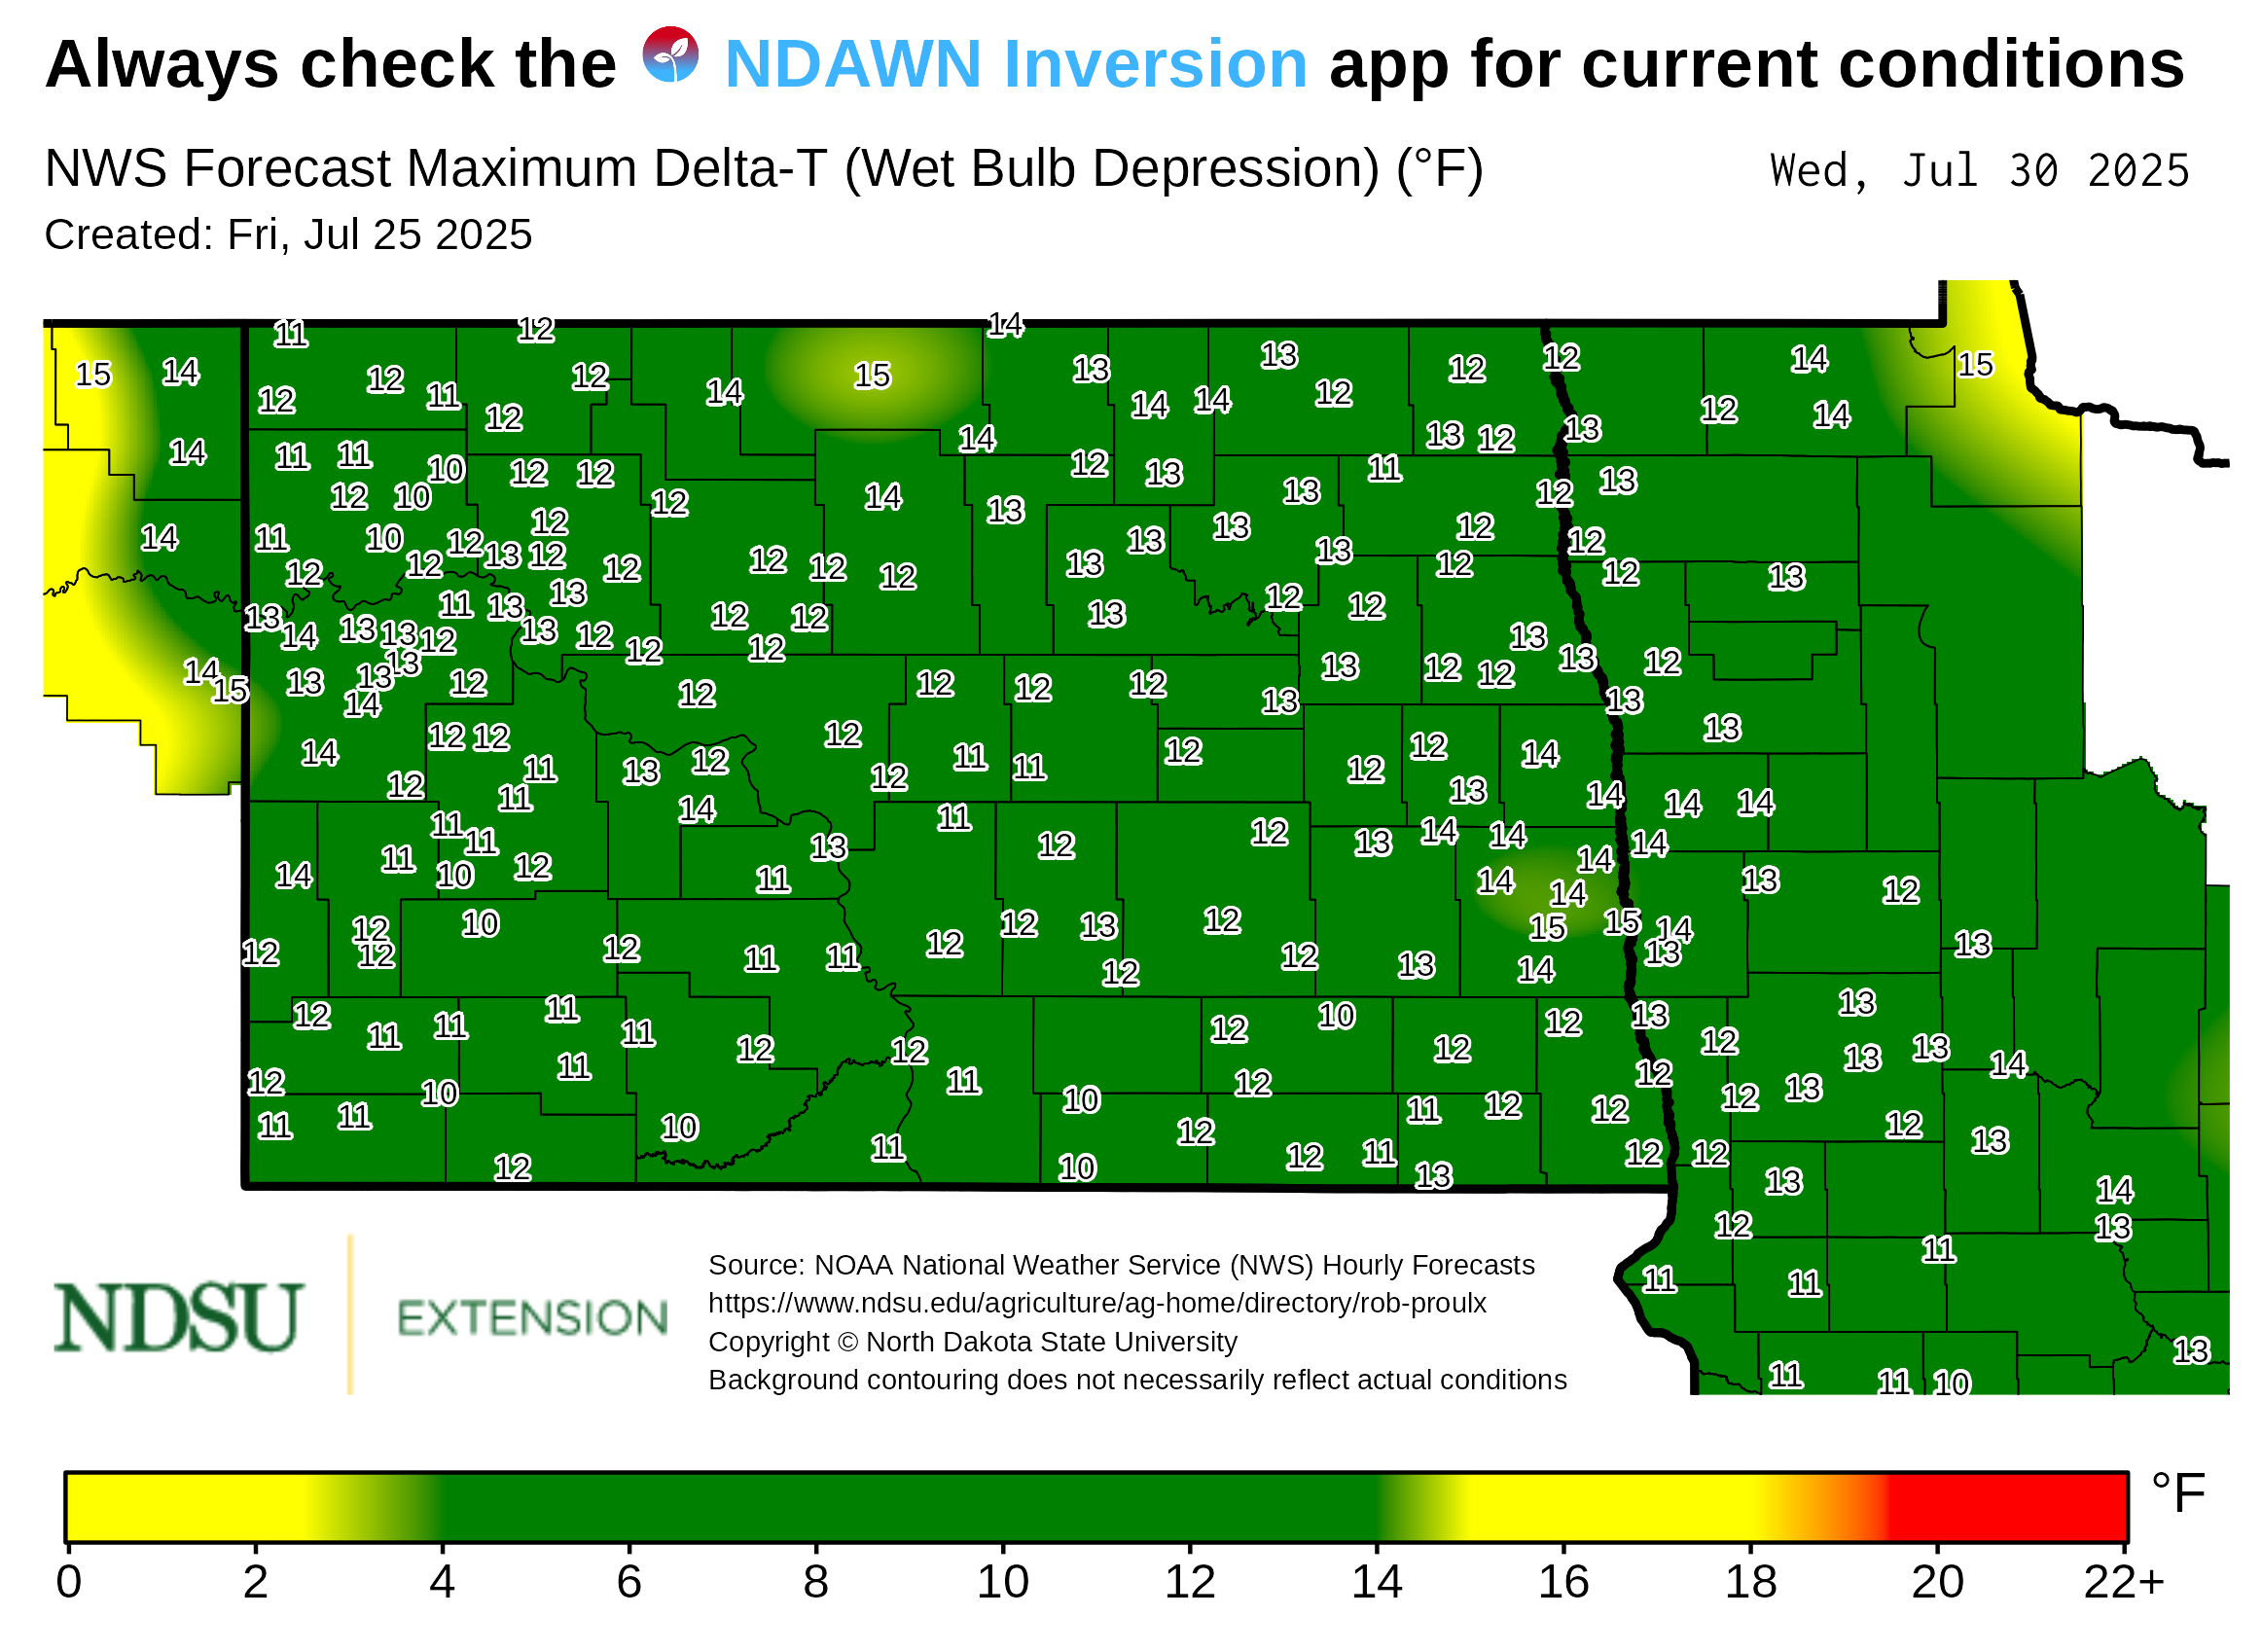 Always check the NDAWN Inversion app for current conditions
NWS Forecast Maximum Delta-T (Wet Bulb Depression) (°F) Wed, Jul 30 2025
Created: Fri, Jul 25 2025
11 12 14
15 14 12 11 12 14 15 13 13 12 12 12 14 15
12 12 14 14 14 13 12 13 12 14
14 11 11 10 12 12 14 12 13 11 13
12 10 12 14 13 13 12
14 11 10 12 12 13 12 13 13 12 12
12 12 12 12 12 12 13 13 12 12 13
13 11 13 13 12 12 13 12 12
14 13 13 12 13 12 12 12 13 13 12
14 15 13 13 13 12 12 12 12 12 13 12 12
14 12 12 12 13 13 13
14 12 12 11 13 12 12 11 11 12 12 12 14
11 11 14 11 13 14 14 14
11 11 10 12 13 12 12 13 14 14 14 14
14 11 11 14 14 13 12
12 12 12 10 12 11 11 12 12 13 12 15 15 14 13
12 12 13 14 13
12 11 11 11 11 12 12 11 12 10 12 12 13 12 13
12 10 11 10 12 12 13 13 14
11 11 10 11 12 12 11 11 12 12 12 13 12 13
12 10 13 12 12 13 14
12 13
11 11 11
11 11 10 13
NDSU EXTENSION
Source: NOAA National Weather Service (NWS) Hourly Forecasts
https://www.ndsu.edu/agriculture/ag-home/directory/rob-proulx
Copyright © North Dakota State University
Background contouring does not necessarily reflect actual conditions
°F
0 2 4 6 8 10 12 14 16 18 20 22+